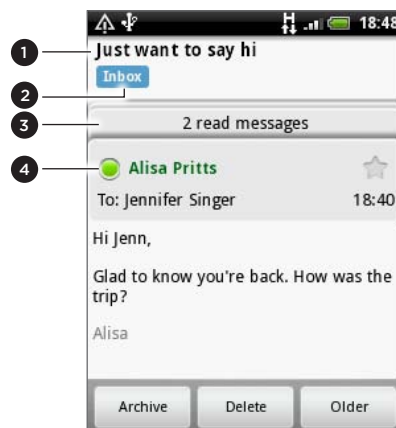 H 18:48
1 Just want to say hi
2 Inbox
3 2 read messages
4 Alisa Pritts
To: Jennifer Singer 18:40
Hi Jenn,
Glad to know you're back. How was the
trip?
Alisa
Archive Delete Older